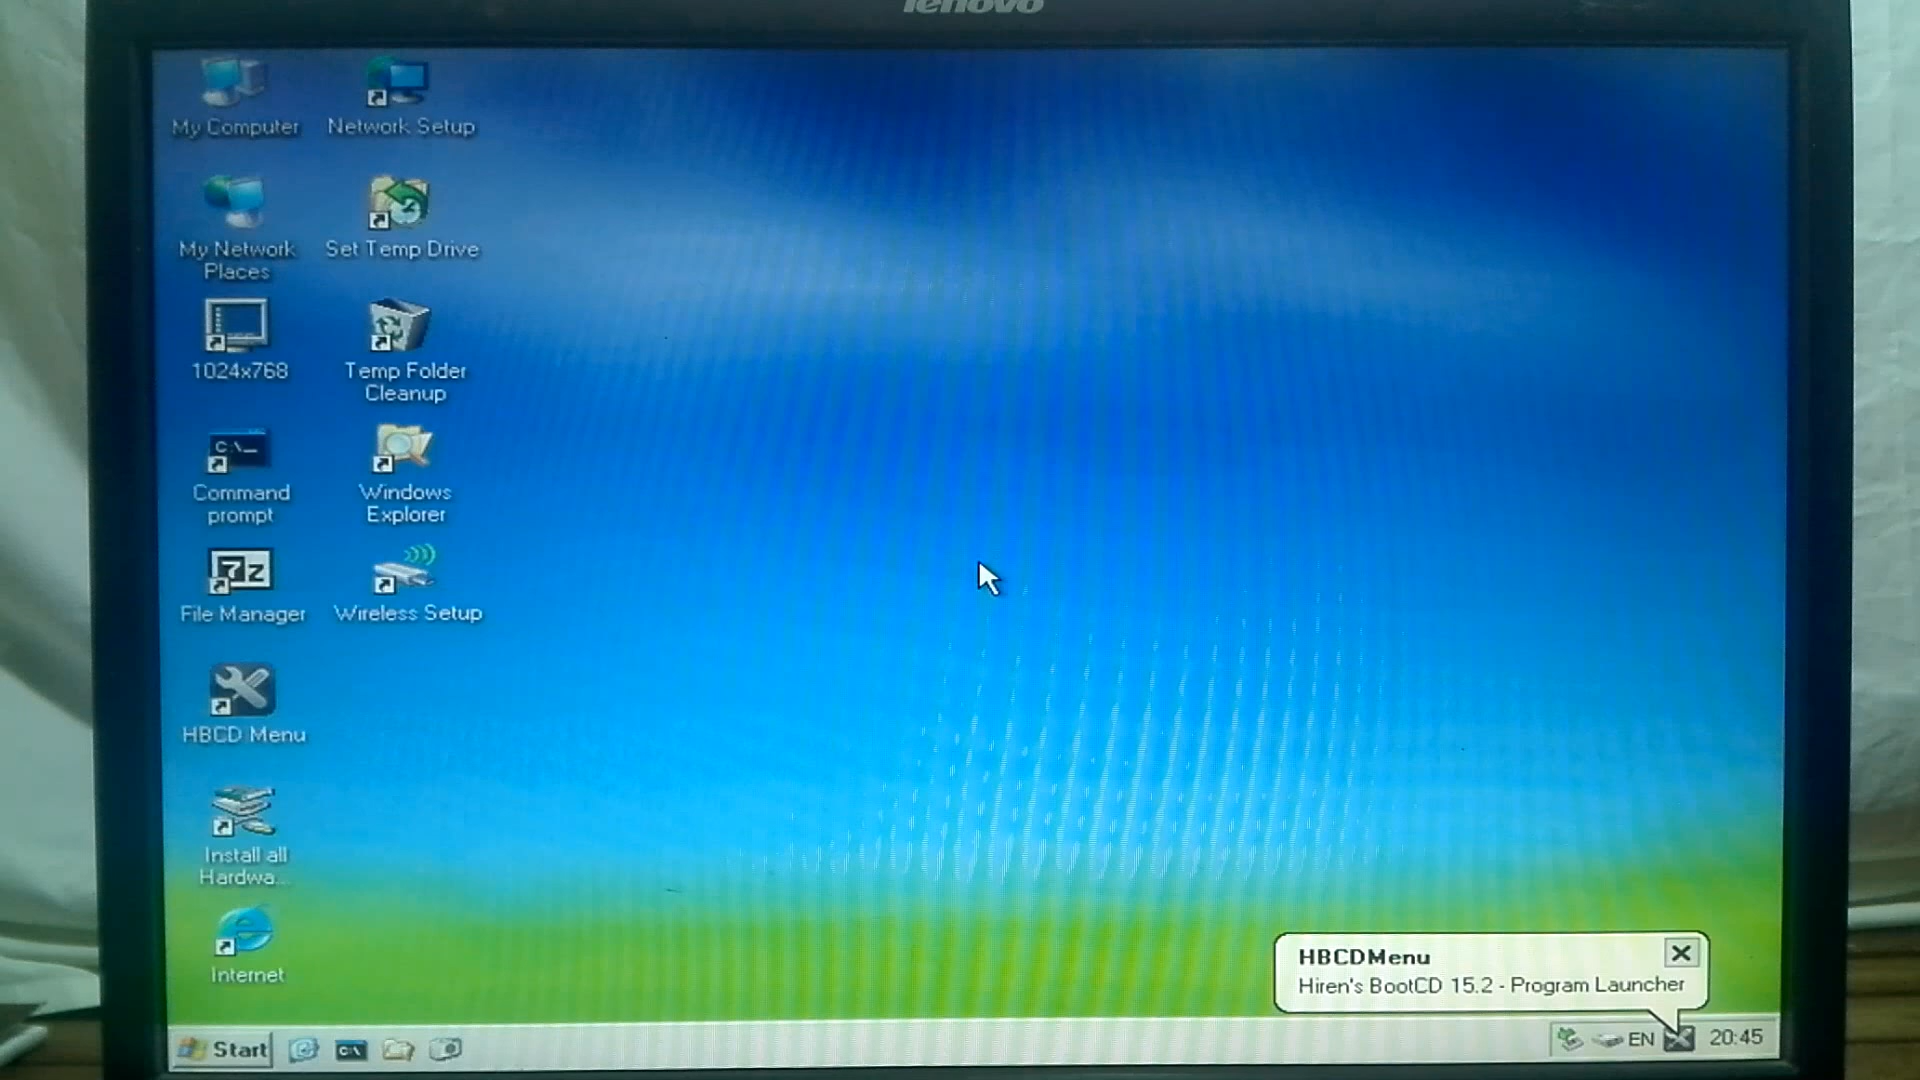 lenovo
My Computer
Network Setup
My Network
Places
Set Temp Drive
1024x768
Temp Folder
Cleanup
C:\_
Command
prompt
Windows
Explorer
7z
File Manager
Wireless Setup
HBCD Menu
Install all
Hardwa...
Internet
HBCDMenu
Hiren's BootCD 15.2 - Program Launcher
Start
C:\
EN
20:45